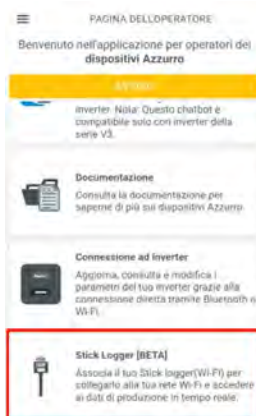 PAGINA DELL'OPERATORE
Benvenuto nell'applicazione per operatori dei
dispositivi Azzurro
inverter. Nota: Questo chatbot è
compatibile solo con inverter della
serie V3.
Documentazione
Consulta la documentazione per
saperne di più sui dispositivi Azzurro.
Connessione ad inverter
Aggiorna, consulta e modifica i
parametri del tuo inverter grazie alla
connessione diretta tramite Bluetooth o
Wi-Fi.
Stick Logger [BETA]
Associa il tuo Stick logger(Wi-Fi) per
collegarlo alla tua rete Wi-Fi e accedere
ai dati di produzione in tempo reale.